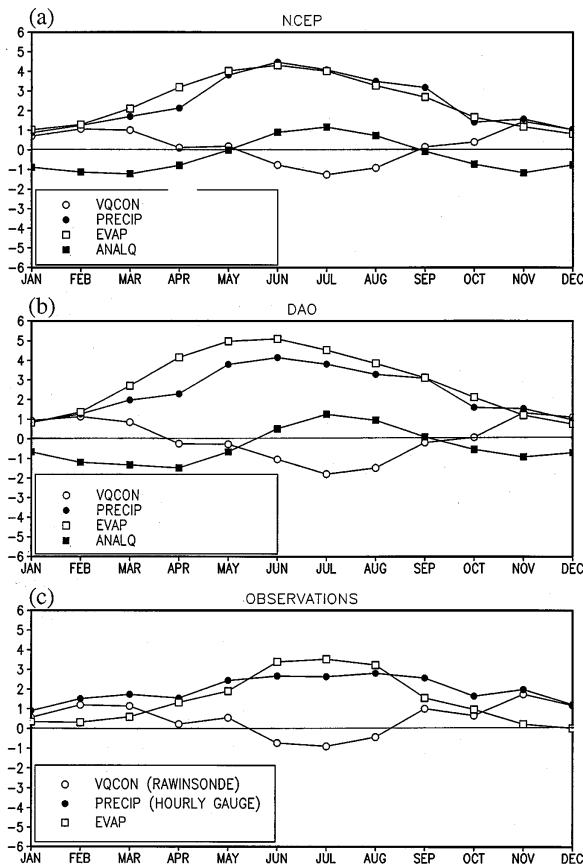 (a)
NCEP
6
5
4
3
2
1
0
-1
-2
-3
-4
-5
-6
VQCON
PRECIP
EVAP
ANALQ
JAN FEB MAR APR MAY JUN JUL AUG SEP OCT NOV DEC
(b)
DAO
6
5
4
3
2
1
0
-1
-2
-3
-4
-5
-6
VQCON
PRECIP
EVAP
ANALQ
JAN FEB MAR APR MAY JUN JUL AUG SEP OCT NOV DEC
(c)
OBSERVATIONS
6
5
4
3
2
1
0
-1
-2
-3
-4
-5
-6
VQCON (RAWINSONDE)
PRECIP (HOURLY GAUGE)
EVAP
JAN FEB MAR APR MAY JUN JUL AUG SEP OCT NOV DEC